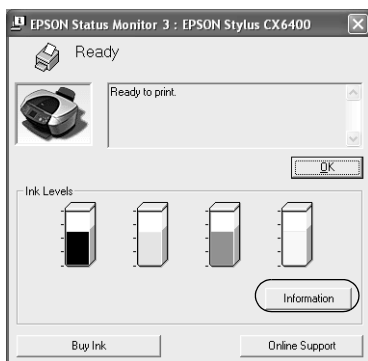 EPSON Status Monitor 3 : EPSON Stylus CX6400
Ready
Ready to print.
OK
Ink Levels
Information
Buy Ink
Online Support